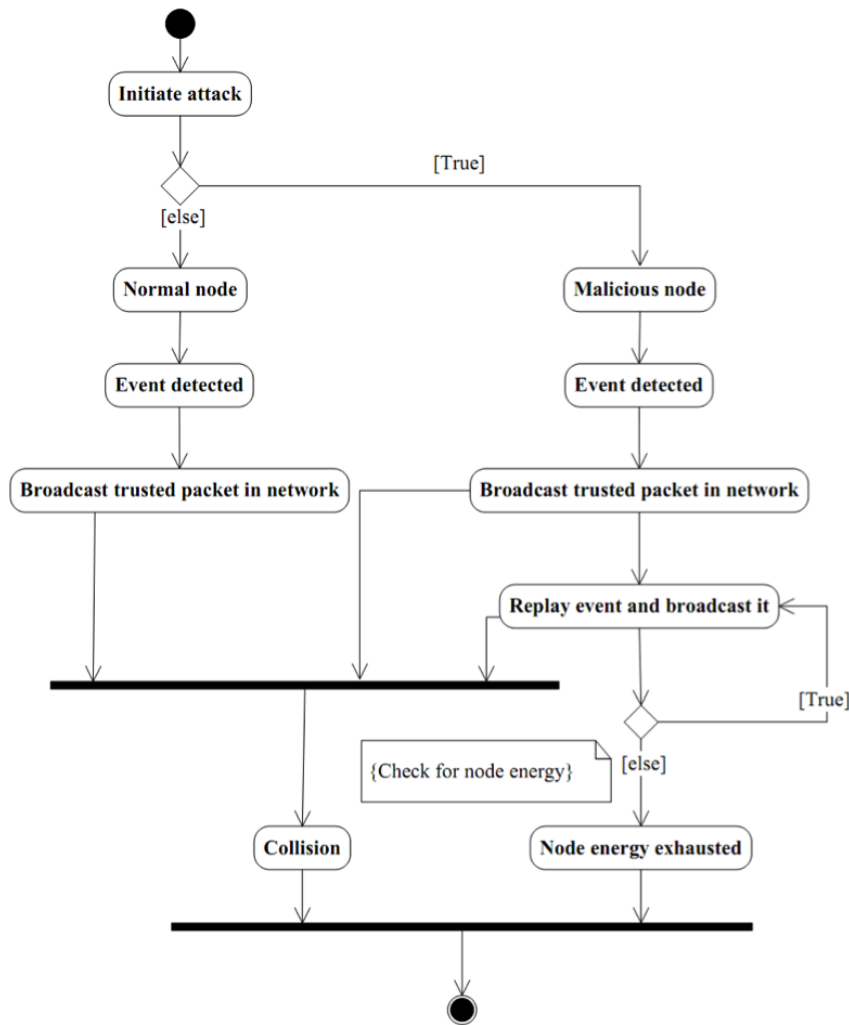 Initiate attack
[True]
[else]
Normal node
Malicious node
Event detected
Event detected
Broadcast trusted packet in network
Broadcast trusted packet in network
Replay event and broadcast it
[True]
{Check for node energy}
[else]
Collision
Node energy exhausted